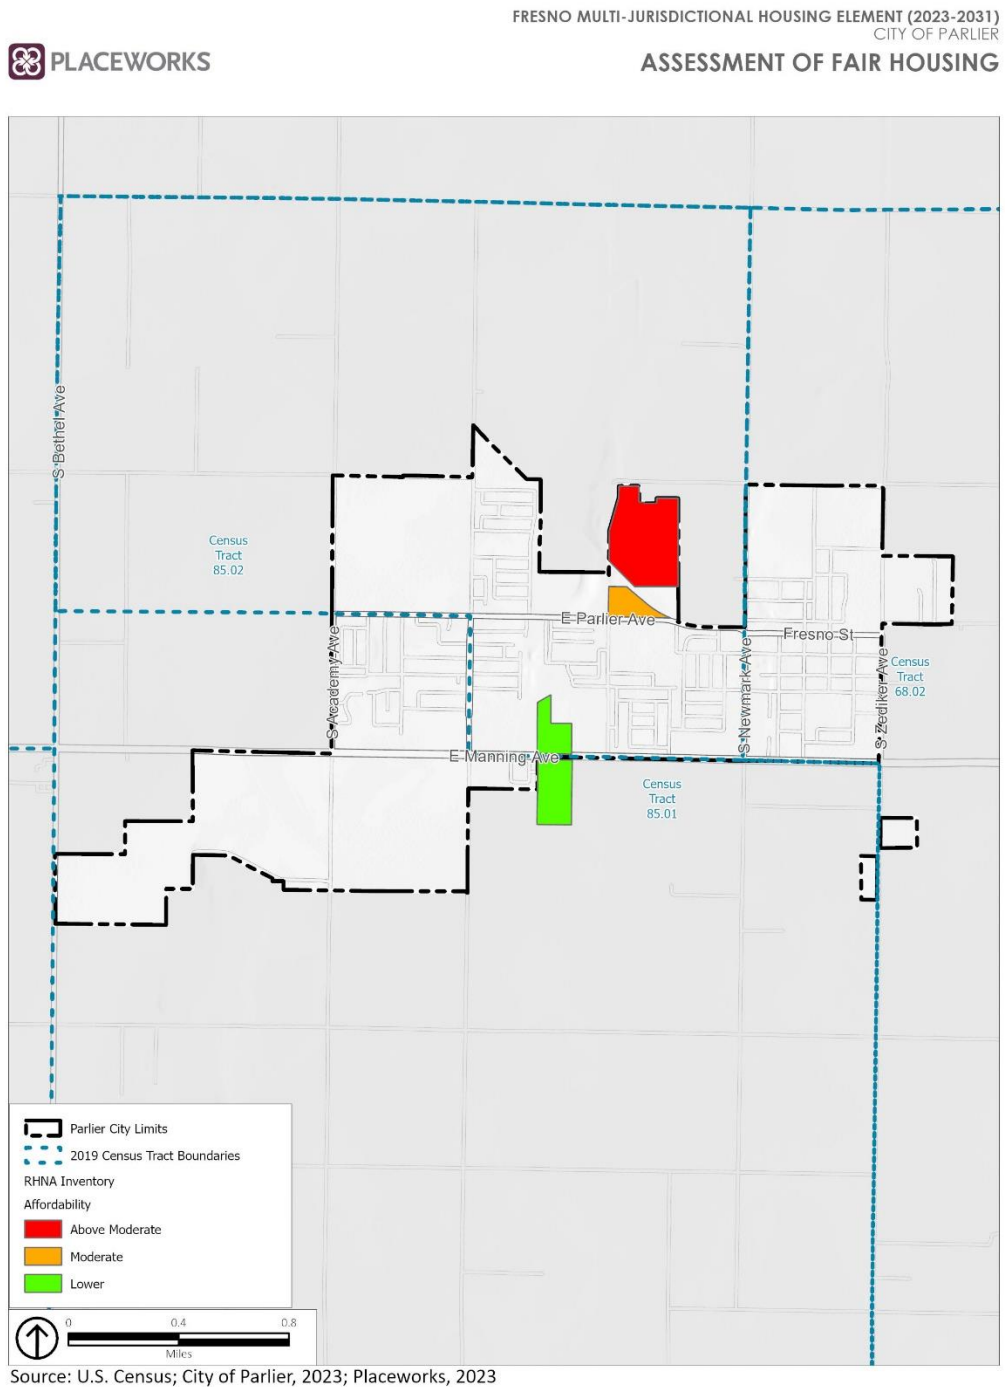 FRESNO MULTI-JURISDICTIONAL HOUSING ELEMENT (2023-2031)
CITY OF PARLIER
PLACEWORKS
ASSESSMENT OF FAIR HOUSING
S Bethel Ave
Census
Tract
85.02
E Parlier Ave
Fresno St
S Academy Ave
S Newmark Ave
S Zediker Ave
Census
Tract
68.02
E Manning Ave
Census
Tract
85.01
Parlier City Limits
2019 Census Tract Boundaries
RHNA Inventory
Affordability
Above Moderate
Moderate
Lower
0 0.4 0.8
Miles
Source: U.S. Census; City of Parlier, 2023; Placeworks, 2023